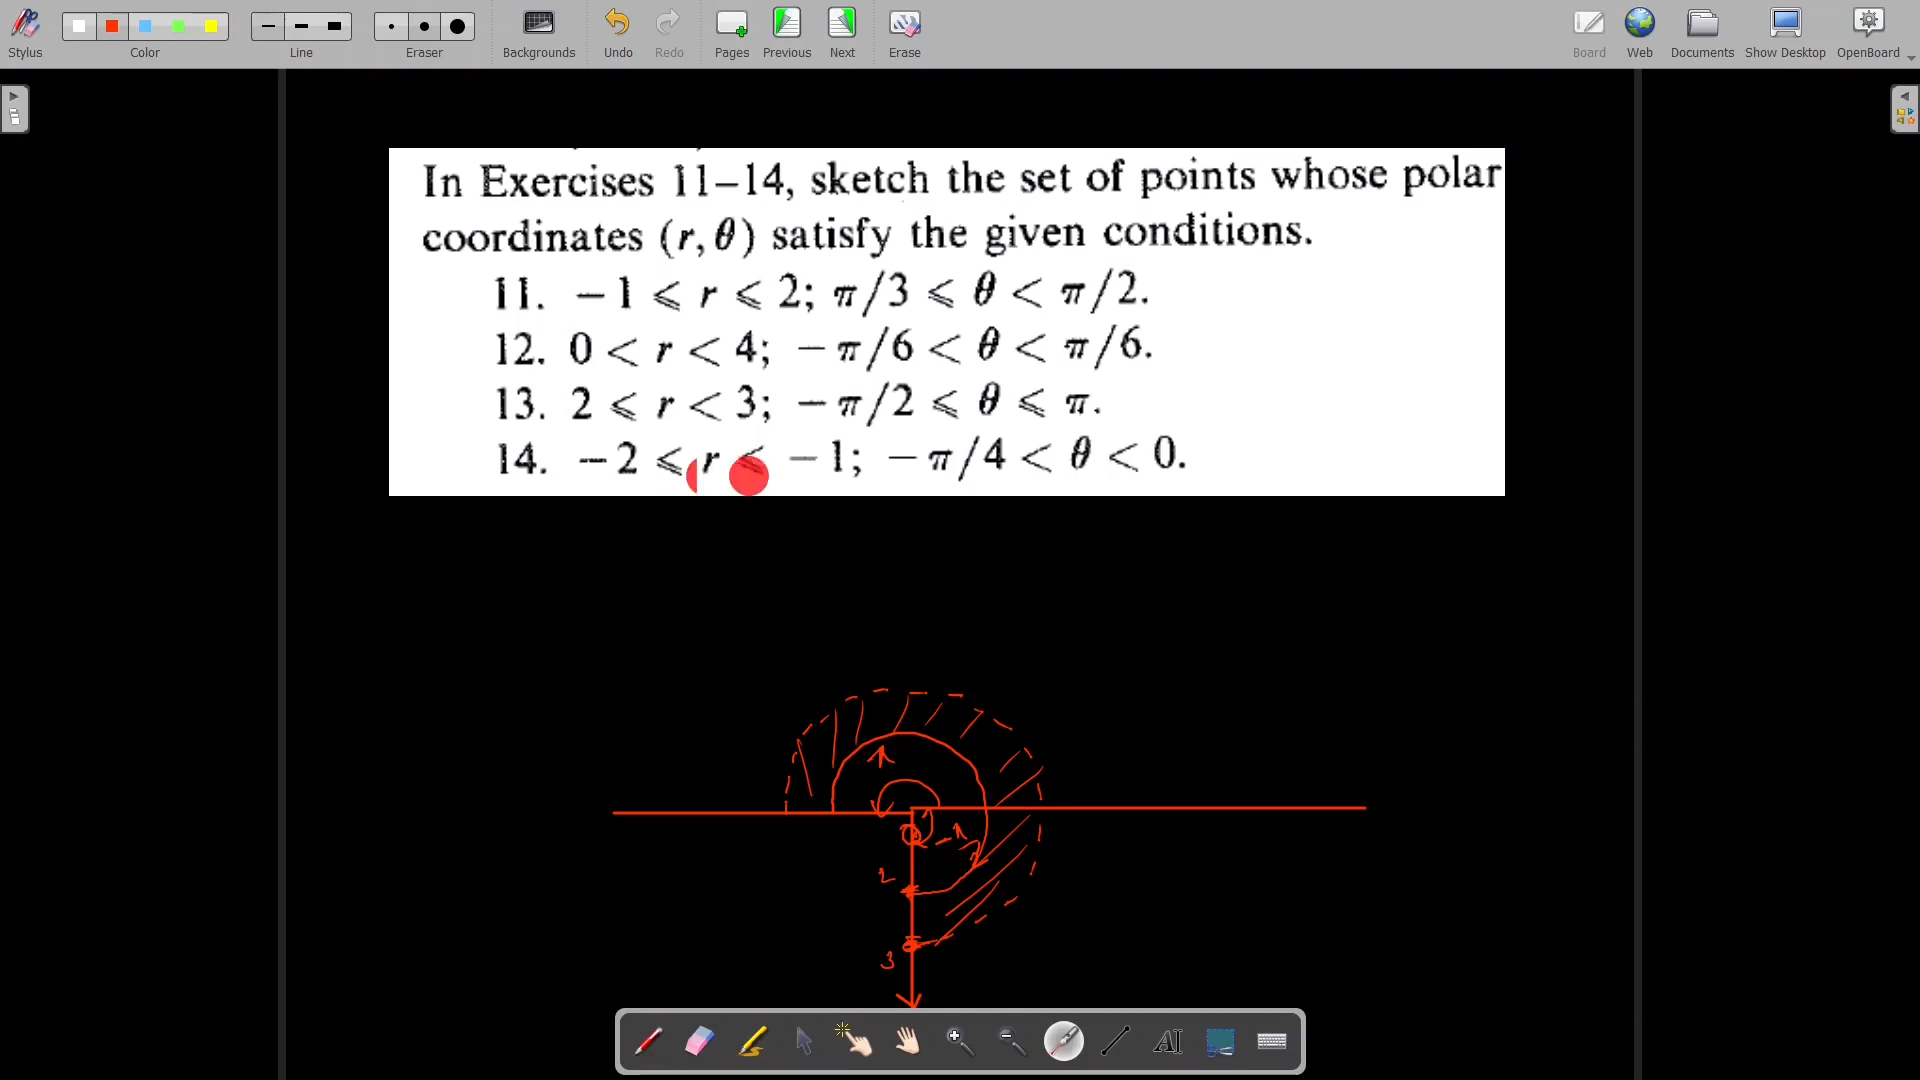 Stylus
Color
Line
Eraser
Backgrounds
Undo
Redo
Pages
Previous
Next
Erase
Board
Web
Documents
Show Desktop
OpenBoard
In Exercises 11–14, sketch the set of points whose polar
coordinates (r, θ) satisfy the given conditions.
11. −1 ⩽ r ⩽ 2; π/3 ⩽ θ < π/2.
12. 0 < r < 4; −π/6 < θ < π/6.
13. 2 ⩽ r < 3; −π/2 ⩽ θ ⩽ π.
14. −2 ⩽ r ⩽ −1; −π/4 < θ < 0.
π
2
3
AI